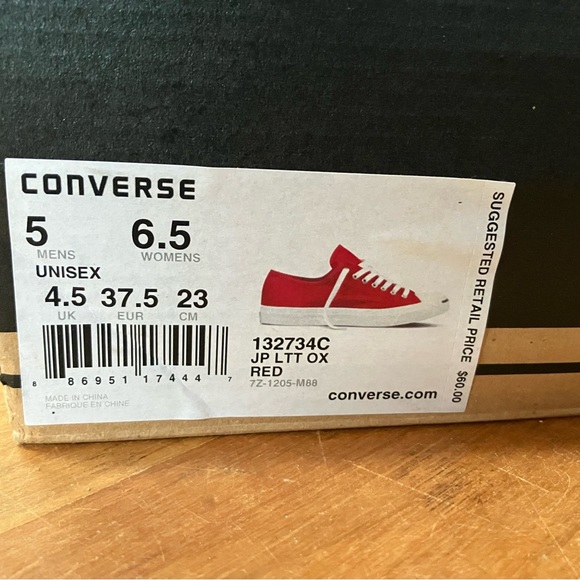 CONVERSE
5 6.5
MENS WOMENS
UNISEX
4.5 37.5 23
UK EUR CM
8 86951 17444 7
MADE IN CHINA
FABRIQUE EN CHINE
132734C
JP LTT OX
RED
7Z-1205-M88
converse.com
SUGGESTED RETAIL PRICE $60.00